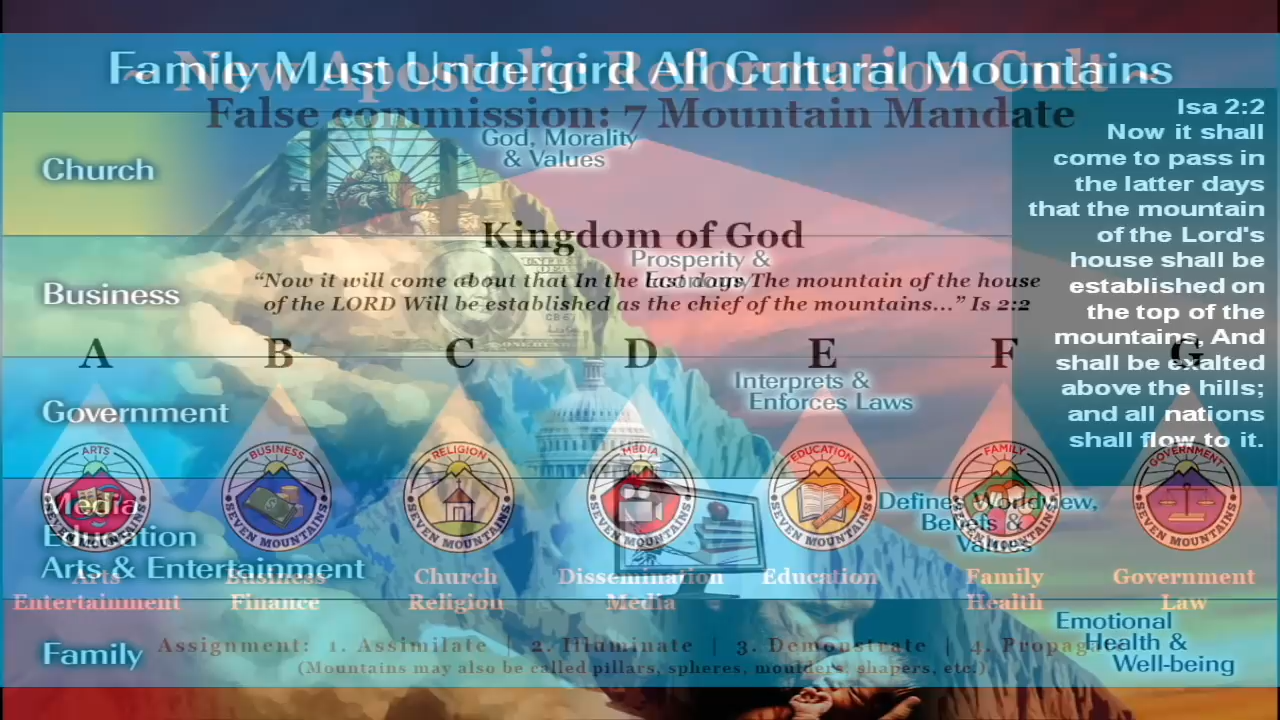 Family Must Undergird All Cultural Mountains
~ New Apostolic Reformation Cult ~
False commission: 7 Mountain Mandate
Church
God, Morality
& Values
Isa 2:2
Now it shall
come to pass in
the latter days
that the mountain
of the Lord's
house shall be
established on
the top of the
mountains, And
shall be exalted
above the hills;
and all nations
shall flow to it.
Kingdom of God
Business
Prosperity &
“Now it will come about that In the last days The mountain of the house
of the LORD Will be established as the chief of the mountains...” Is 2:2
A B C D E F G
Government
Interprets &
Enforces Laws
ARTS
SEVEN MOUNTAINS
BUSINESS
SEVEN MOUNTAINS
RELIGION
SEVEN MOUNTAINS
MEDIA
SEVEN MOUNTAINS
EDUCATION
SEVEN MOUNTAINS
FAMILY
SEVEN MOUNTAINS
GOVERNMENT
SEVEN MOUNTAINS
Media
Education
Arts & Entertainment
Defines Worldview,
Beliefs &
Values
Arts
Entertainment
Business
Finance
Church
Religion
Dissemination
Media
Education
Family
Health
Government
Law
Family
Emotional
Health &
Well-being
Assignment: 1. Assimilate | 2. Illuminate | 3. Demonstrate | 4. Propagate
(Mountains may also be called pillars, spheres, moulders, shapers, etc.)